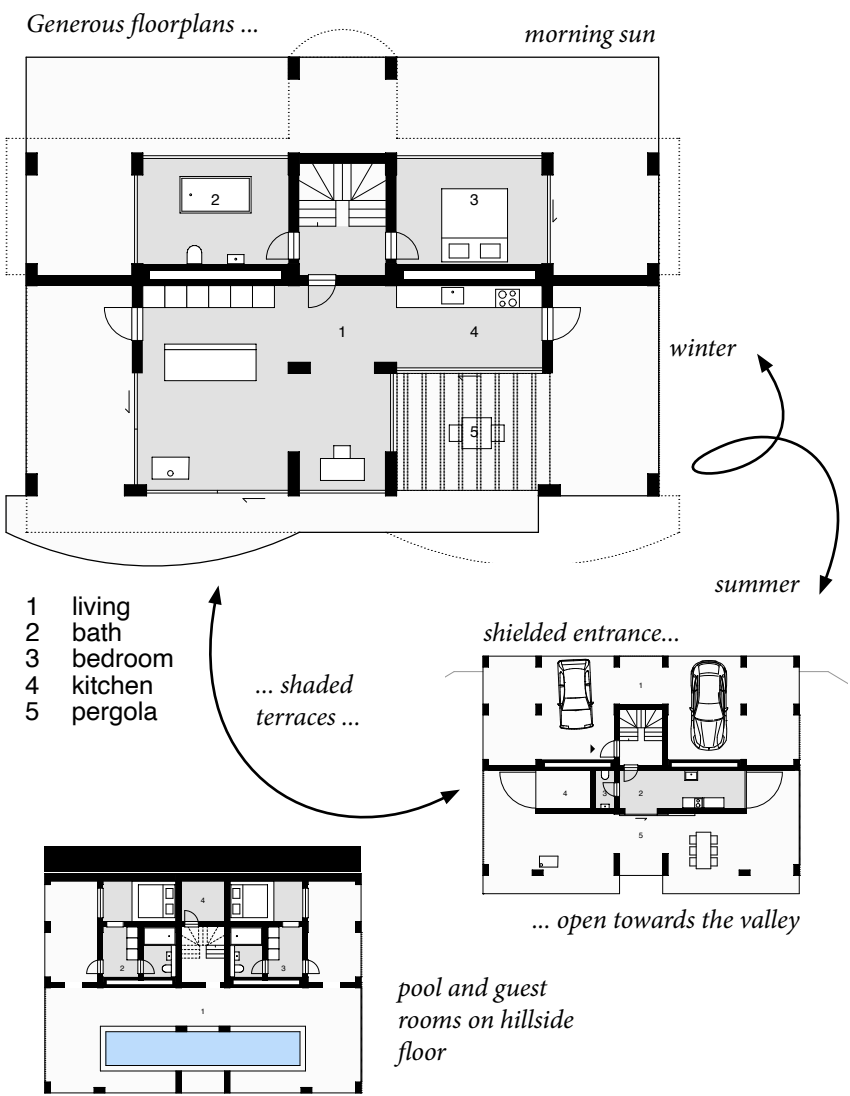 Generous floorplans ...
morning sun
2
3
1
4
winter
5
summer
1 living
2 bath
3 bedroom
4 kitchen
5 pergola
... shaded
terraces ...
shielded entrance...
1
4
3
2
5
... open towards the valley
4
2
3
1
pool and guest
rooms on hillside
floor